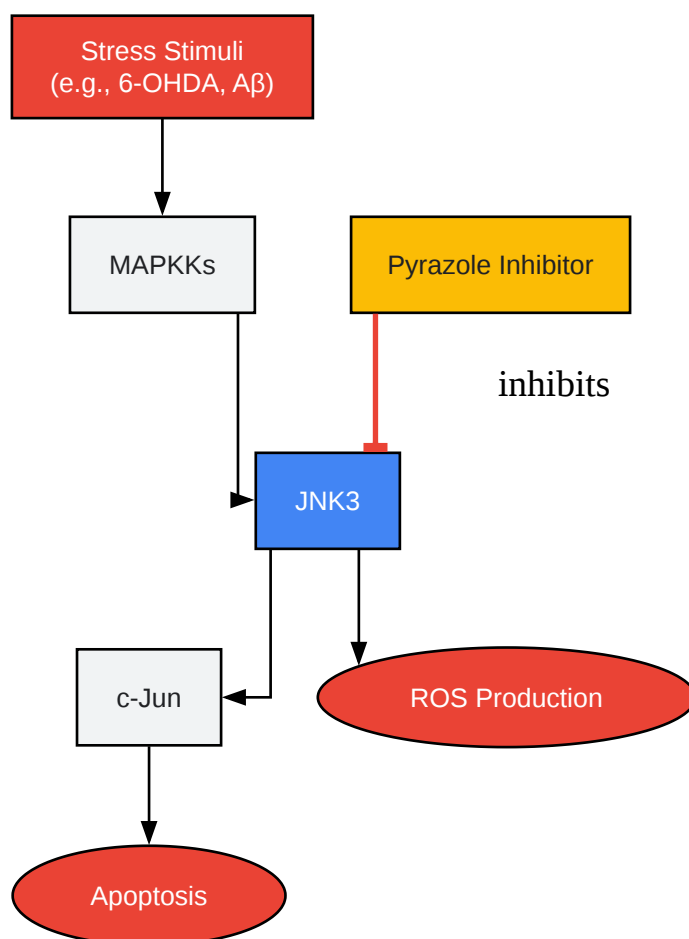 Stress Stimuli
(e.g., 6-OHDA, Aβ)
MAPKKs
Pyrazole Inhibitor
inhibits
JNK3
c-Jun
ROS Production
Apoptosis